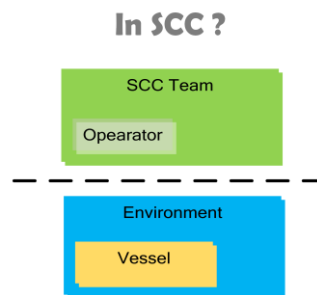 In SCC ?
SCC Team
Opearator
Environment
Vessel